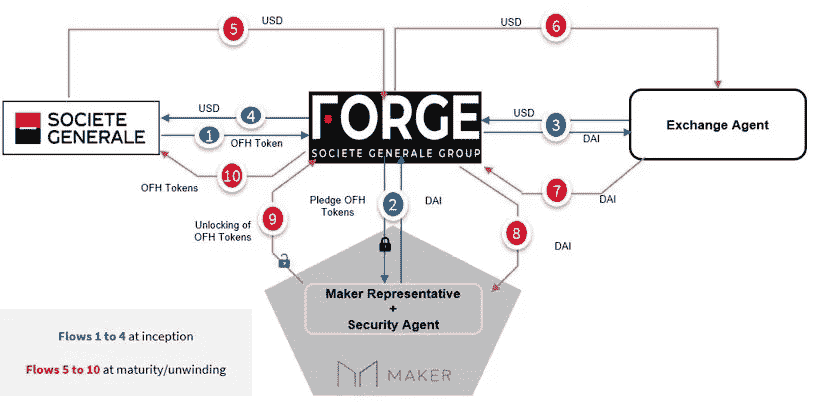 5
USD
USD
6
SOCIETE
GENERALE
USD
4
1
OFH Token
FORGE
SOCIETE GENERALE GROUP
USD
3
DAI
Exchange Agent
OFH Tokens
10
Unlocking of
OFH Tokens
9
Pledge OFH
Tokens
2
DAI
7
DAI
8
DAI
Maker Representative
+
Security Agent
MAKER
Flows 1 to 4 at inception
Flows 5 to 10 at maturity/unwinding